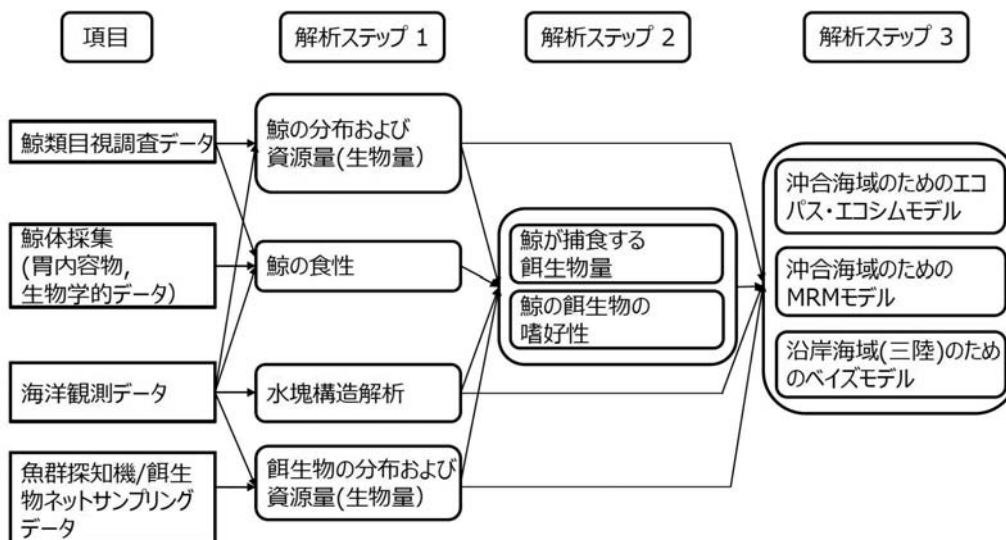 項目
解析ステップ 1
解析ステップ 2
解析ステップ 3
鯨類目視調査データ
鯨体採集
(胃内容物,
生物学的データ)
海洋観測データ
魚群探知機/餌生
物ネットサンプリング
データ
鯨の分布および
資源量(生物量)
鯨の食性
水塊構造解析
餌生物の分布および
資源量(生物量)
鯨が捕食する
餌生物量
鯨の餌生物の
嗜好性
沖合海域のためのエコ
パス・エコシムモデル
沖合海域のための
MRMモデル
沿岸海域(三陸)のため
のベイズモデル